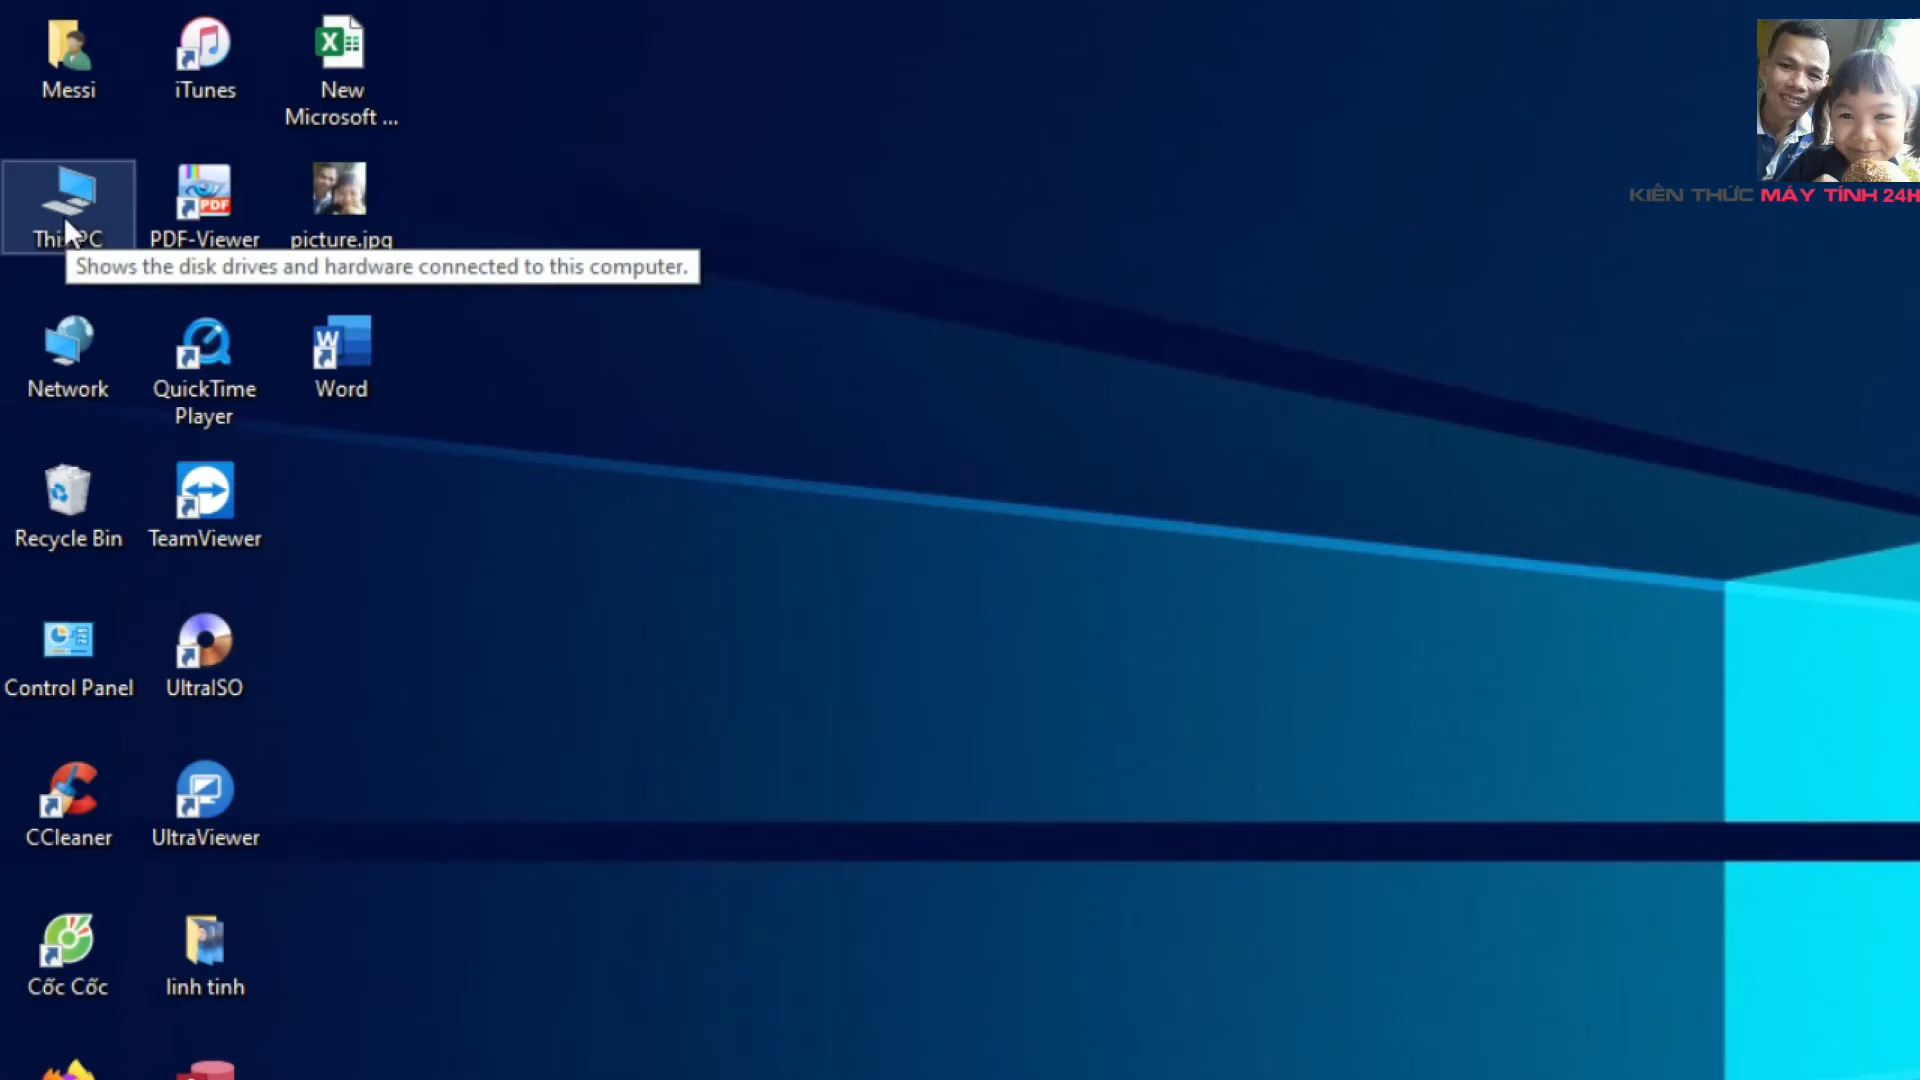 Messi
iTunes
New
Microsoft ...
PC
PDF-Viewer
picture.jpg
Shows the disk drives and hardware connected to this computer.
Network
QuickTime
Player
Word
Recycle Bin
TeamViewer
Control Panel
UltraISO
CCleaner
UltraViewer
Cốc Cốc
linh tinh
KIẾN THỨC MÁY TÍNH 24H
PDF